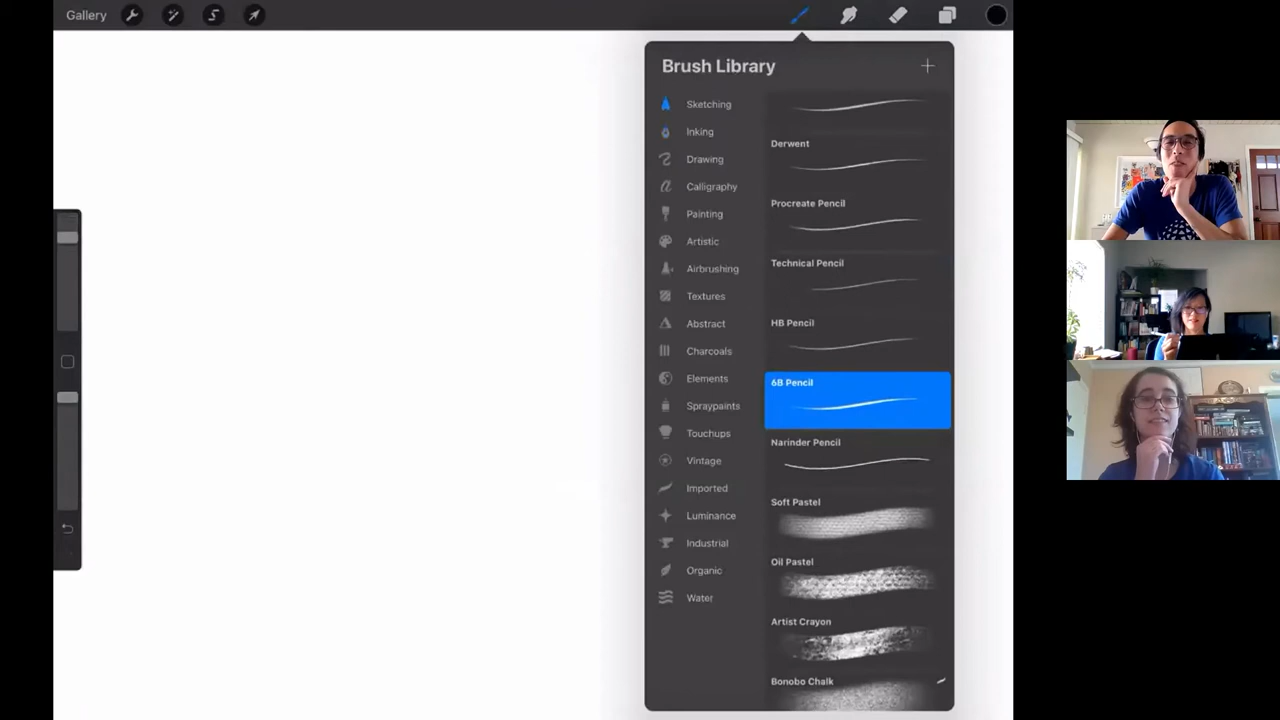 Gallery
Brush Library
Sketching
Inking
Drawing
Calligraphy
Painting
Artistic
Airbrushing
Textures
Abstract
Charcoals
Elements
Spraypaints
Touchups
Vintage
Imported
Luminance
Industrial
Organic
Water
Derwent
Procreate Pencil
Technical Pencil
HB Pencil
6B Pencil
Narinder Pencil
Soft Pastel
Oil Pastel
Artist Crayon
Bonobo Chalk